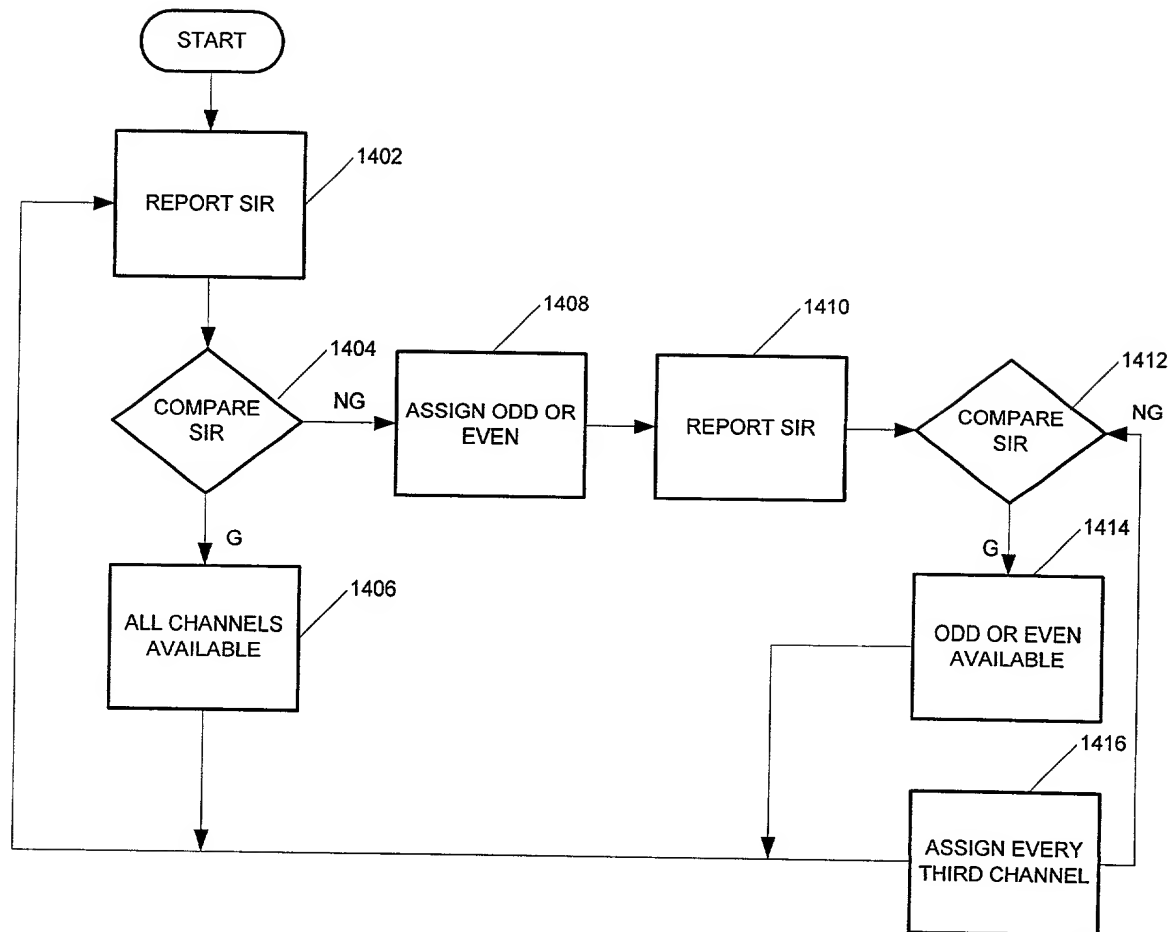 START
1402
REPORT SIR
1404
COMPARE
SIR
NG
G
1408
ASSIGN ODD OR
EVEN
1410
REPORT SIR
1412
COMPARE
SIR
NG
G
1406
ALL CHANNELS
AVAILABLE
1414
ODD OR EVEN
AVAILABLE
1416
ASSIGN EVERY
THIRD CHANNEL